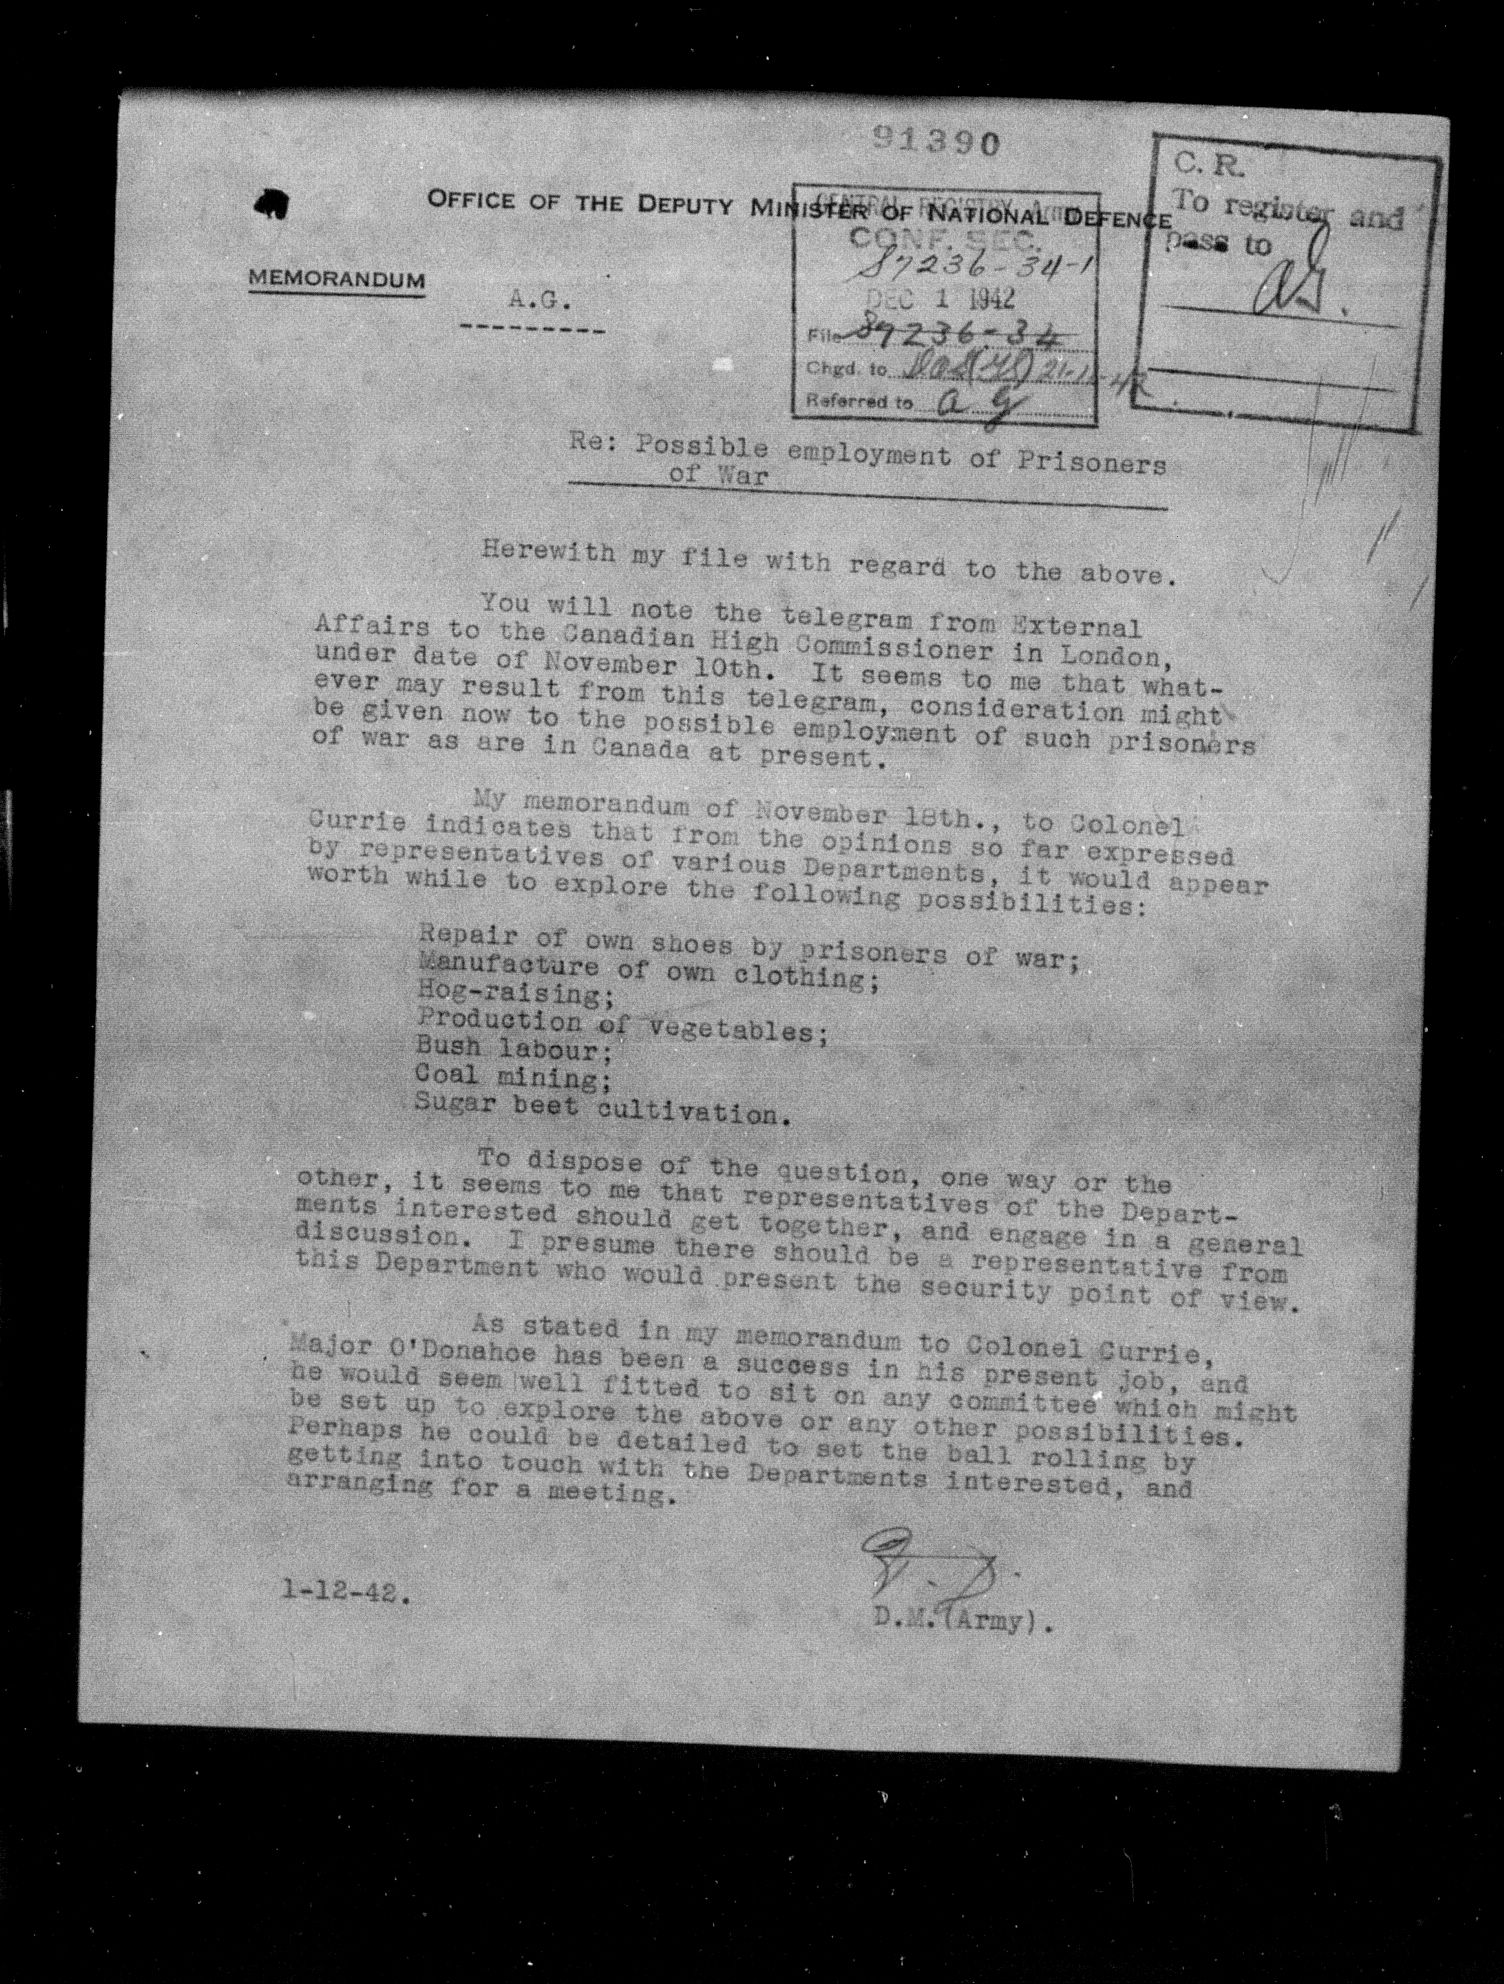 91390
C. R.
To register and
pass to
AG.
OFFICE OF THE DEPUTY MINISTER OF NATIONAL DEFENCE
CENTRAL REGISTRY Army
CONF. SEC.
87236-34-1
DEC 1 1942
File 87236-34
Chgd. to
Referred to A G
MEMORANDUM
A.G.
Re: Possible employment of Prisoners
of War
Herewith my file with regard to the above.
You will note the telegram from External
Affairs to the Canadian High Commissioner in London,
under date of November 10th. It seems to me that what-
ever may result from this telegram, consideration might
be given now to the possible employment of such prisoners
of war as are in Canada at present.
My memorandum of November 18th., to Colonel
Currie indicates that from the opinions so far expressed
by representatives of various Departments, it would appear
worth while to explore the following possibilities:
Repair of own shoes by prisoners of war;
Manufacture of own clothing;
Hog-raising;
Production of vegetables;
Bush labour;
Coal mining;
Sugar beet cultivation.
To dispose of the question, one way or the
other, it seems to me that representatives of the Depart-
ments interested should get together, and engage in a general
discussion. I presume there should be a representative from
this Department who would present the security point of view.
As stated in my memorandum to Colonel Currie,
Major O'Donahoe has been a success in his present job, and
he would seem well fitted to sit on any committee which might
be set up to explore the above or any other possibilities.
Perhaps he could be detailed to set the ball rolling by
getting into touch with the Departments interested, and
arranging for a meeting.
1-12-42.
D.M.(Army).